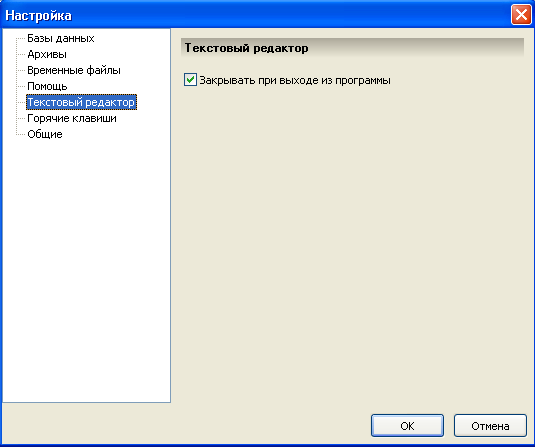 Настройка
Базы данных
Архивы
Временные файлы
Помощь
Текстовый редактор
Горячие клавиши
Общие
Текстовый редактор
Закрывать при выходе из программы
OK
Отмена